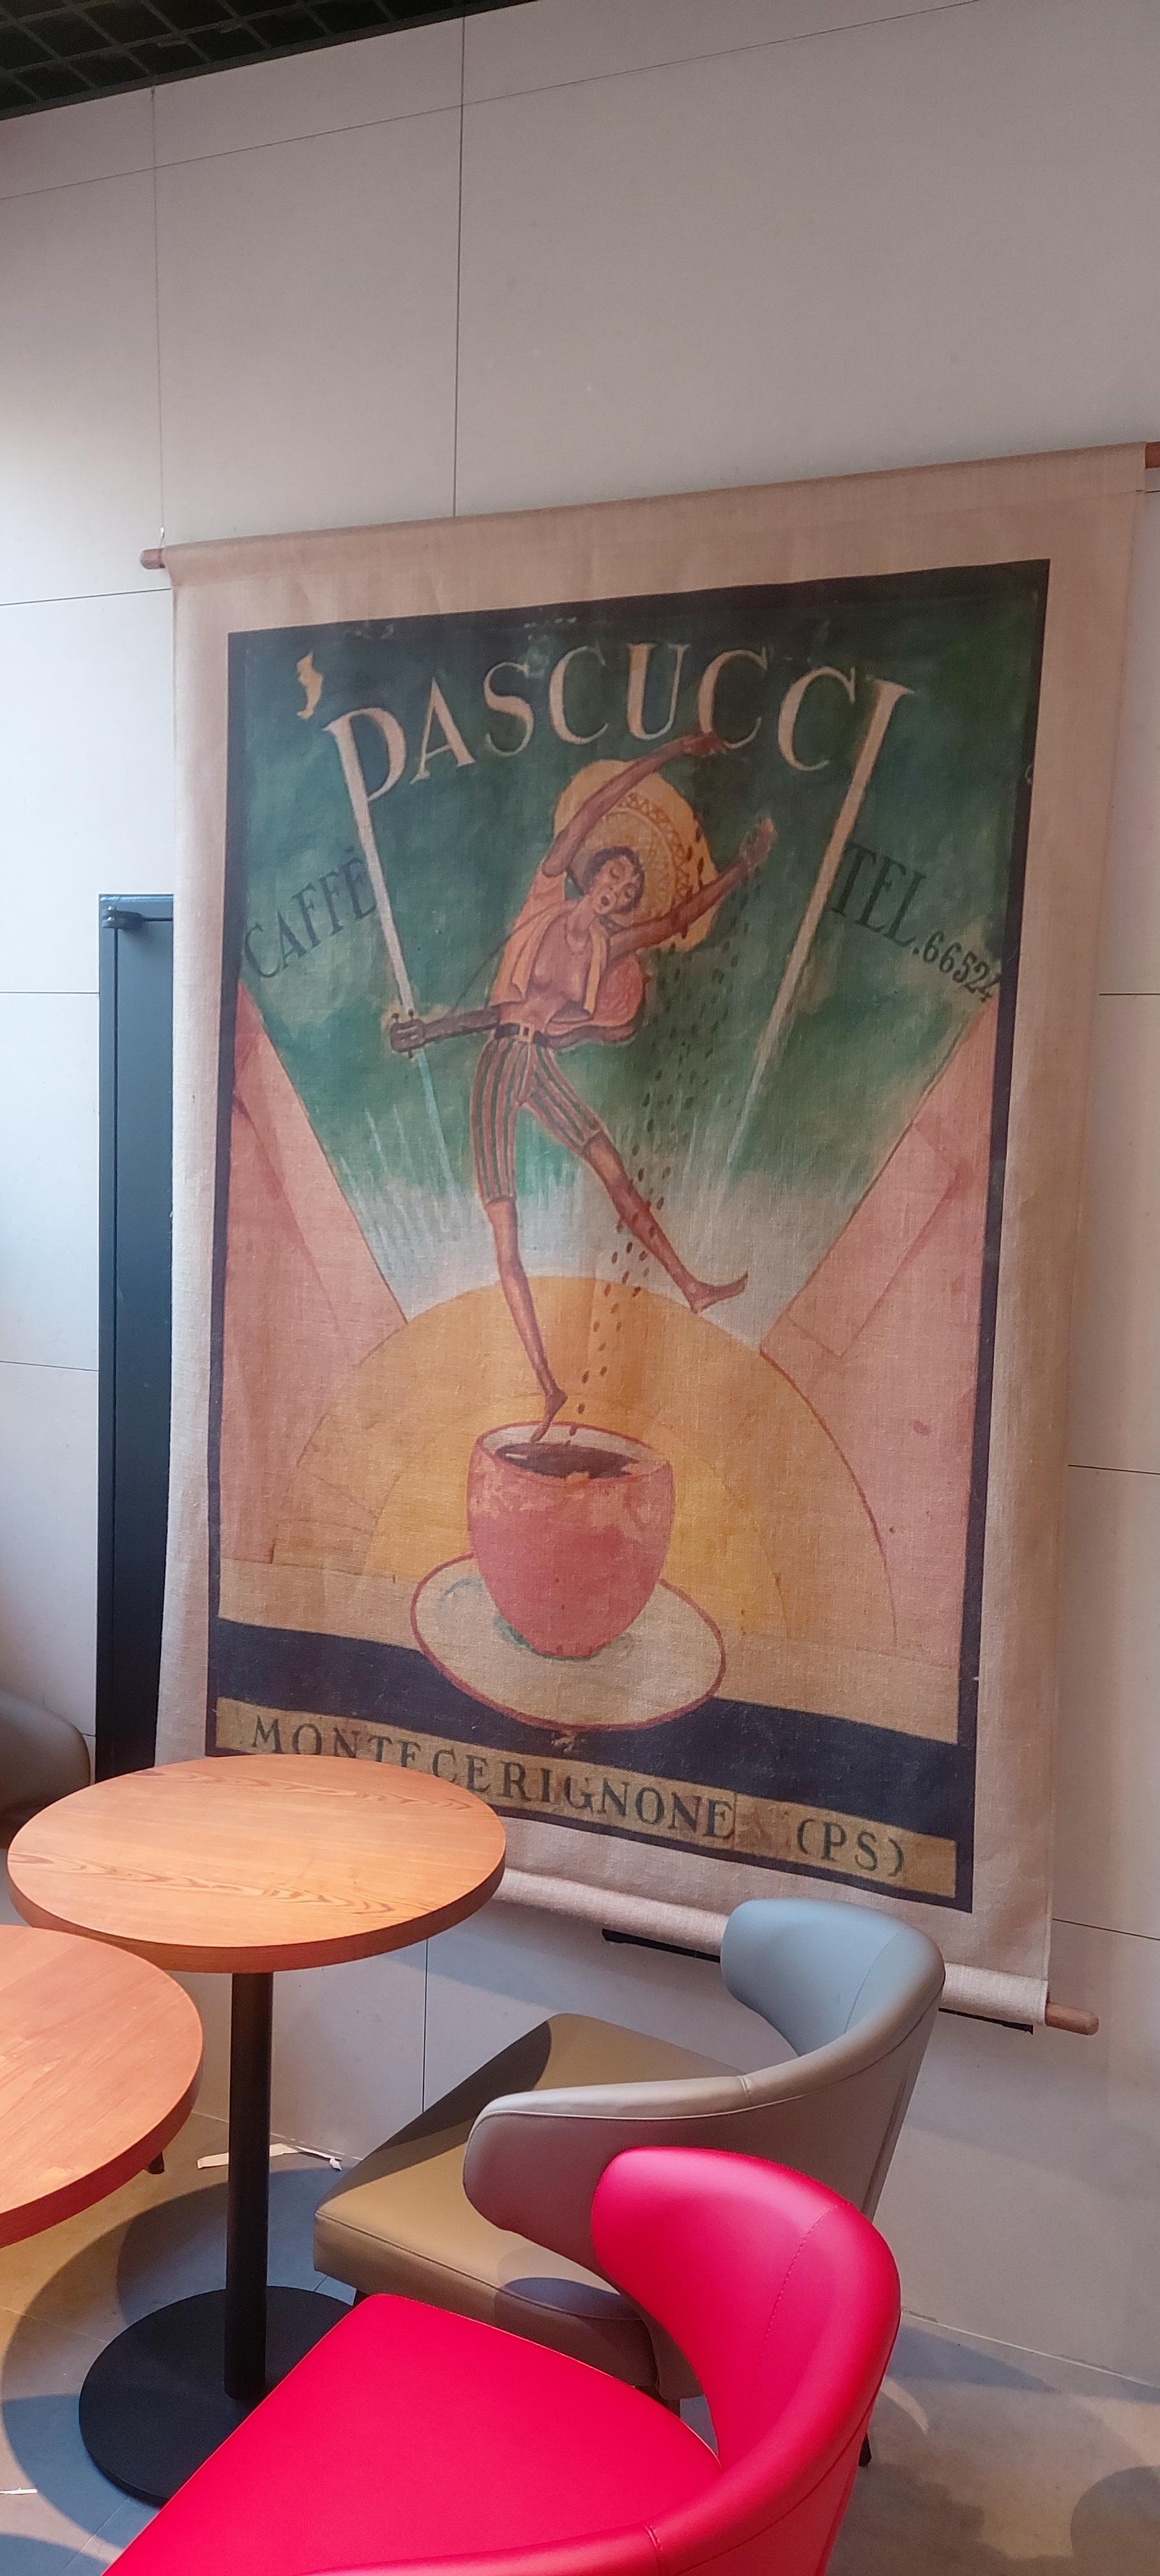 'PASCUCCI
CAFFÈ
TEL.66524
MONTECERIGNONE (PS)